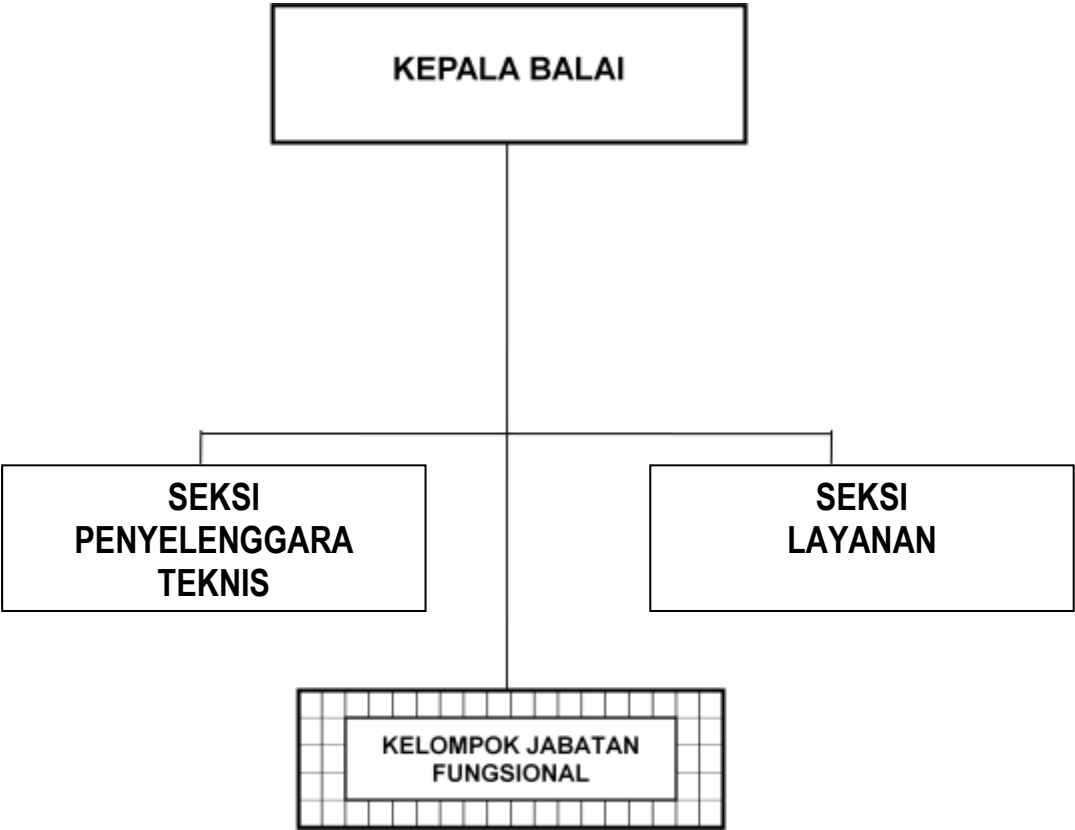 KEPALA BALAI
SEKSI
PENYELENGGARA
TEKNIS
SEKSI
LAYANAN
KELOMPOK JABATAN
FUNGSIONAL